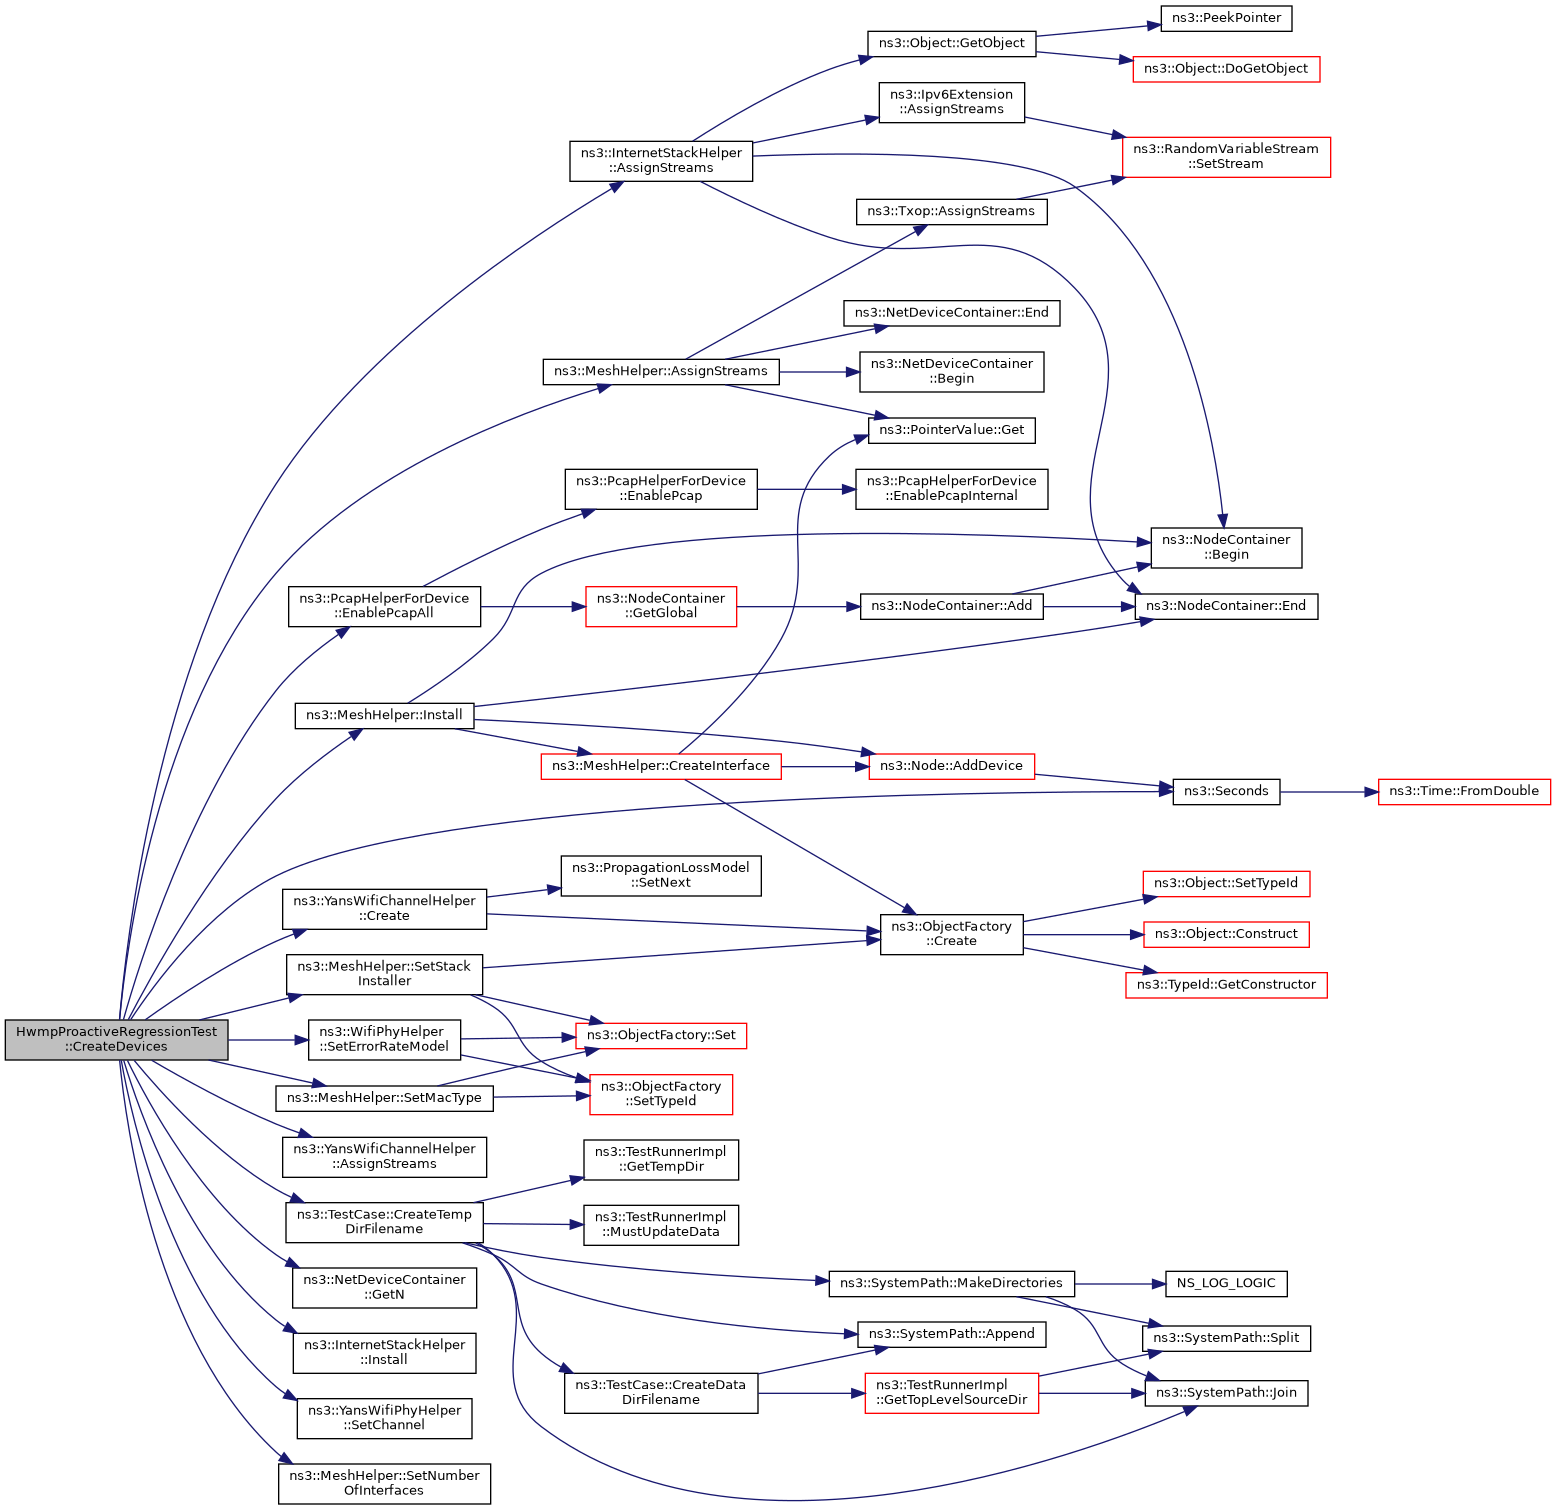 ns3::PeekPointer
ns3::Object::GetObject
ns3::Object::DoGetObject
ns3::Ipv6Extension
::AssignStreams
ns3::InternetStackHelper
::AssignStreams
ns3::RandomVariableStream
::SetStream
ns3::Txop::AssignStreams
ns3::NetDeviceContainer::End
ns3::MeshHelper::AssignStreams
ns3::NetDeviceContainer
::Begin
ns3::PointerValue::Get
ns3::PcapHelperForDevice
::EnablePcap
ns3::PcapHelperForDevice
::EnablePcapInternal
ns3::NodeContainer
::Begin
ns3::PcapHelperForDevice
::EnablePcapAll
ns3::NodeContainer
::GetGlobal
ns3::NodeContainer::Add
ns3::NodeContainer::End
ns3::MeshHelper::Install
ns3::MeshHelper::CreateInterface
ns3::Node::AddDevice
ns3::Seconds
ns3::Time::FromDouble
ns3::PropagationLossModel
::SetNext
ns3::YansWifiChannelHelper
::Create
ns3::Object::SetTypeId
ns3::ObjectFactory
::Create
ns3::Object::Construct
ns3::MeshHelper::SetStack
Installer
ns3::TypeId::GetConstructor
HwmpProactiveRegressionTest
::CreateDevices
ns3::WifiPhyHelper
::SetErrorRateModel
ns3::ObjectFactory::Set
ns3::MeshHelper::SetMacType
ns3::ObjectFactory
::SetTypeId
ns3::YansWifiChannelHelper
::AssignStreams
ns3::TestRunnerImpl
::GetTempDir
ns3::TestCase::CreateTemp
DirFilename
ns3::TestRunnerImpl
::MustUpdateData
ns3::NetDeviceContainer
::GetN
ns3::SystemPath::MakeDirectories
NS_LOG_LOGIC
ns3::InternetStackHelper
::Install
ns3::SystemPath::Append
ns3::SystemPath::Split
ns3::TestCase::CreateData
DirFilename
ns3::TestRunnerImpl
::GetTopLevelSourceDir
ns3::SystemPath::Join
ns3::YansWifiPhyHelper
::SetChannel
ns3::MeshHelper::SetNumber
OfInterfaces